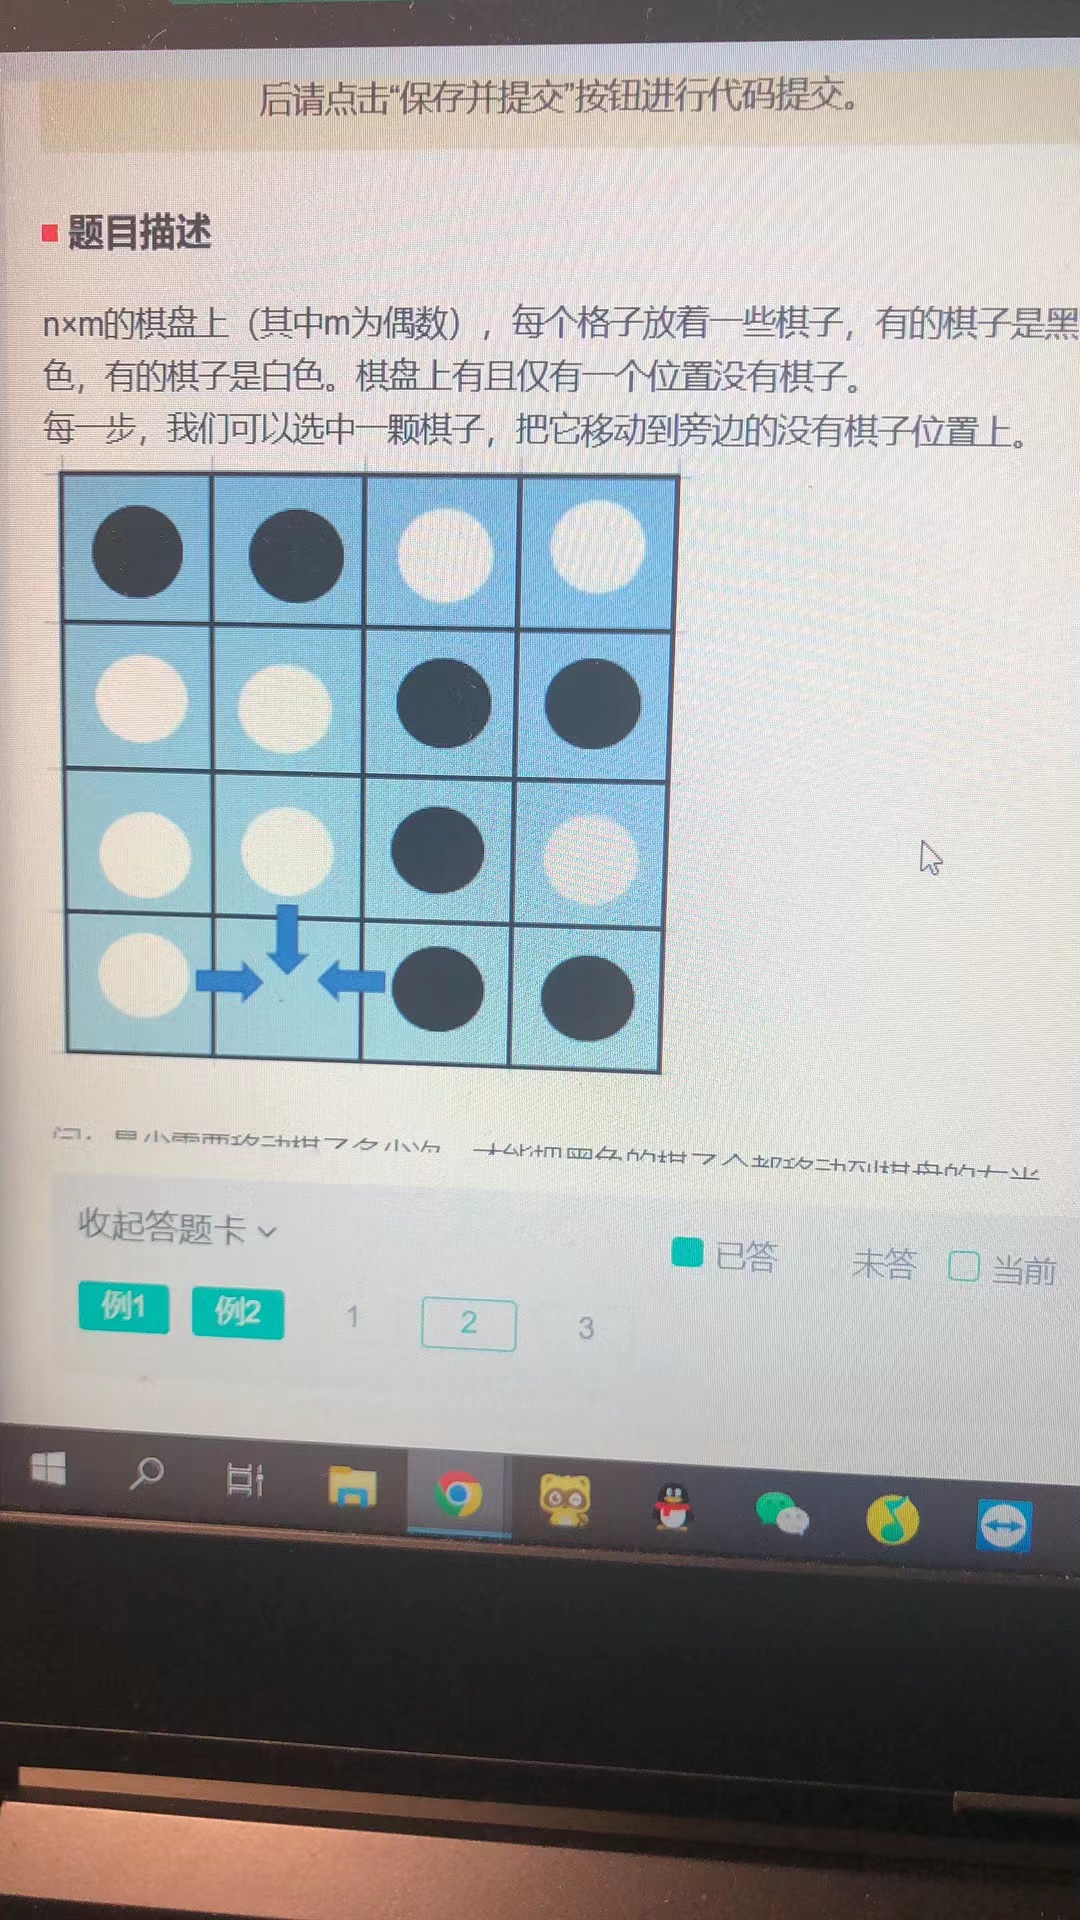 后请点击“保存并提交”按钮进行代码提交。
题目描述
n×m的棋盘上（其中m为偶数），每个格子放着一些棋子，有的棋子是黑
色，有的棋子是白色。棋盘上有且仅有一个位置没有棋子。
每一步，我们可以选中一颗棋子，把它移动到旁边的没有棋子位置上。
收起答题卡
已答 未答 当前
例1 例2 1 2 3